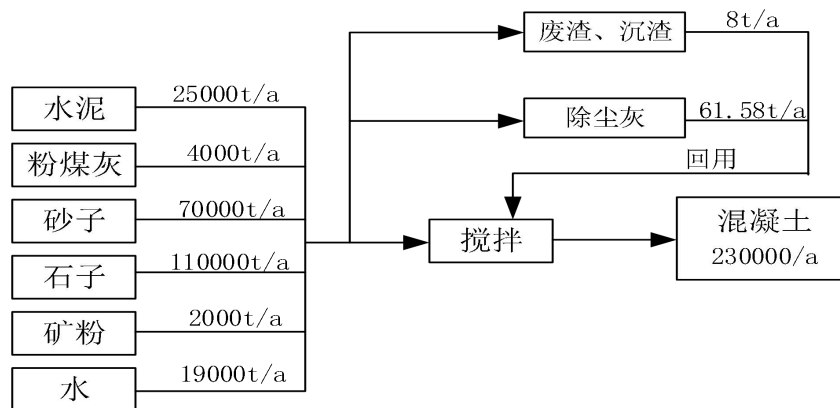 废渣、沉渣
8t/a
水泥
25000t/a
除尘灰
61.58t/a
粉煤灰
4000t/a
回用
砂子
70000t/a
搅拌
混凝土
230000/a
石子
110000t/a
矿粉
2000t/a
水
19000t/a